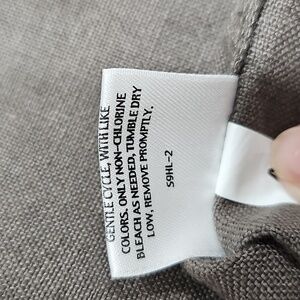 GENTLE CYCLE, WITH LIKE
COLORS. ONLY NON-CHLORINE
BLEACH AS NEEDED, TUMBLE DRY
LOW, REMOVE PROMPTLY.
S9HL-2